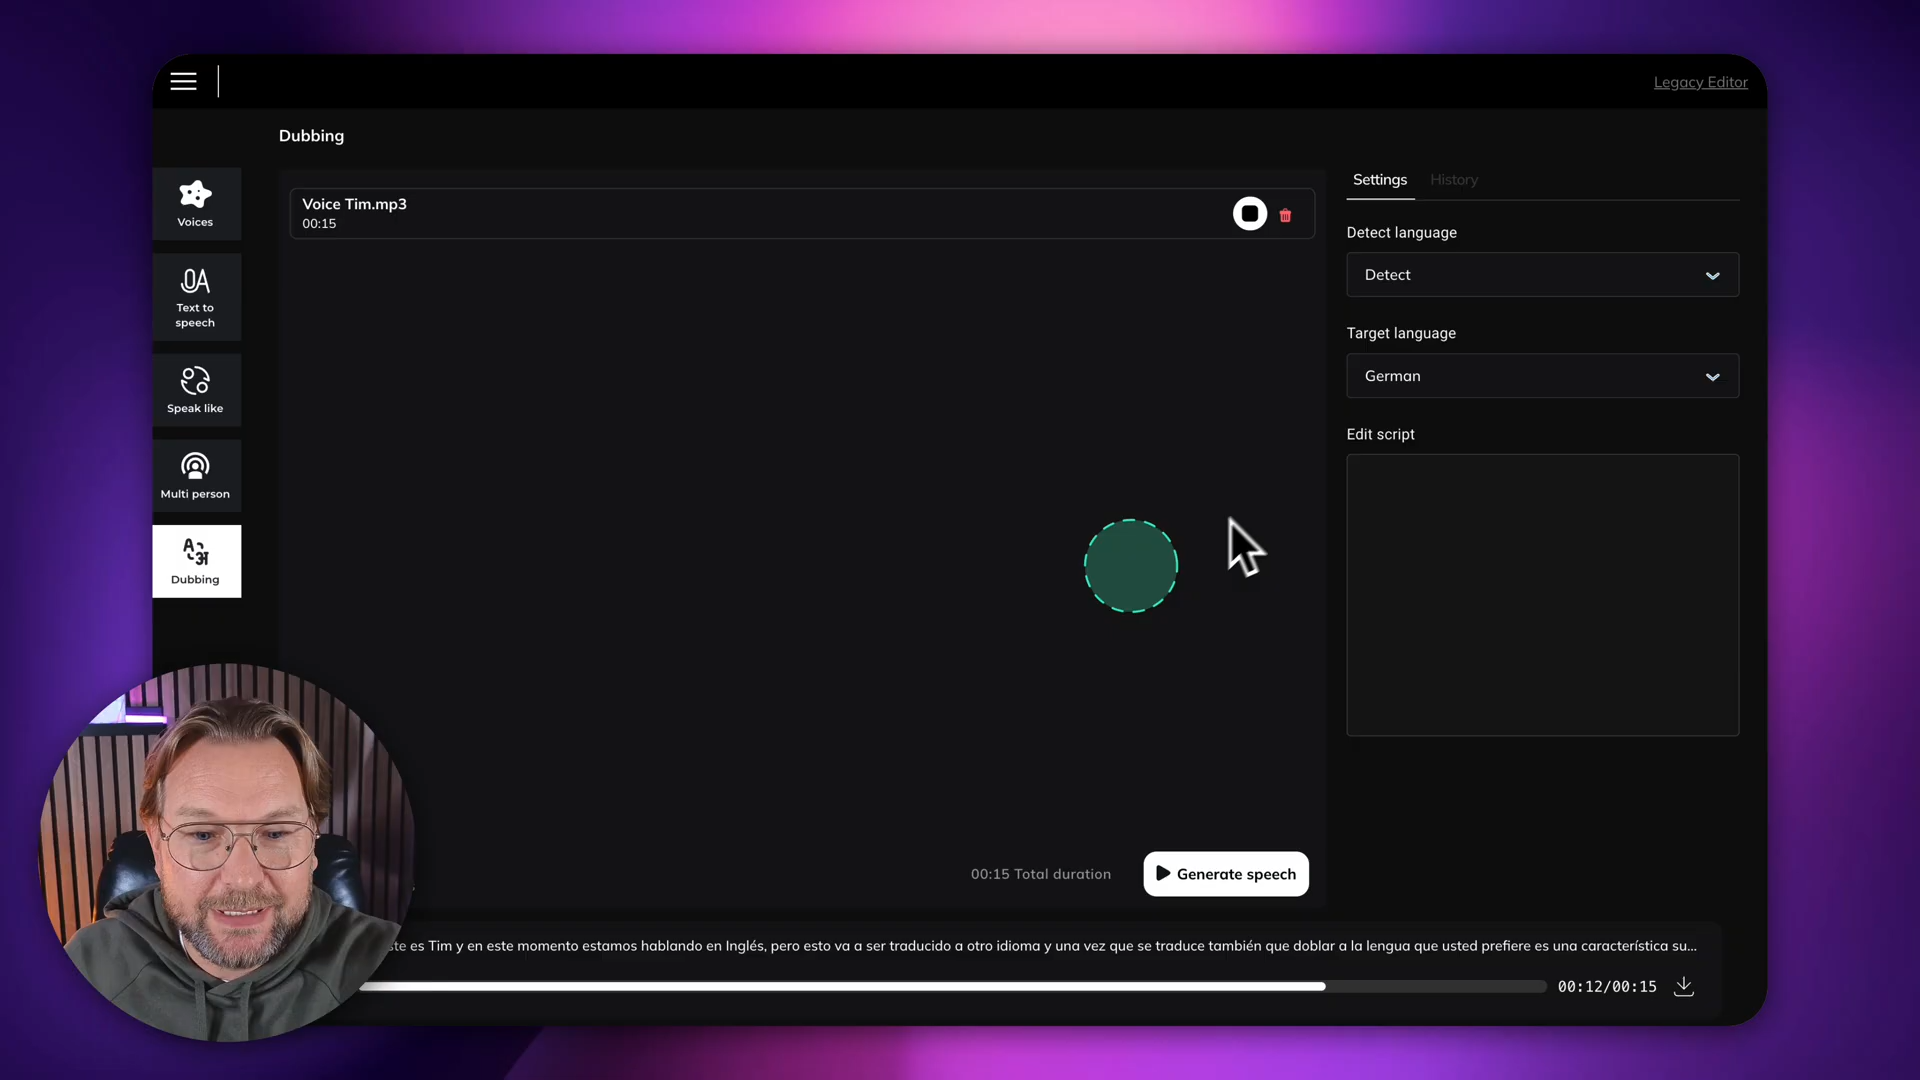 Legacy Editor
Dubbing
Voices
Text to
speech
Speak like
Multi person
Dubbing
Voice Tim.mp3
00:15
Settings
History
Detect language
Detect
Target language
German
Edit script
00:15 Total duration
Generate speech
es Tim y en este momento estamos hablando en Inglés, pero esto va a ser traducido a otro idioma y una vez que se traduce también que doblar a la lengua que usted prefiere es una característica su...
00:12/00:15